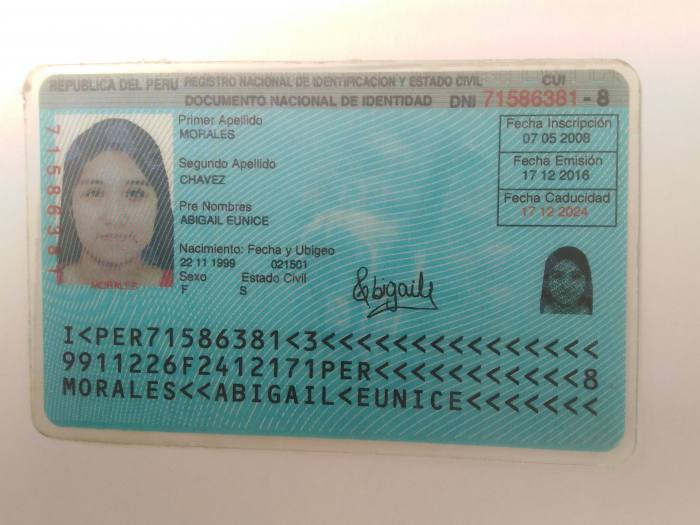 REPUBLICA DEL PERU REGISTRO NACIONAL DE IDENTIFICACION Y ESTADO CIVIL CUI
DOCUMENTO NACIONAL DE IDENTIDAD DNI 71586381 - 8
Primer Apellido
MORALES
Segundo Apellido
CHAVEZ
Pre Nombres
ABIGAIL EUNICE
Nacimiento: Fecha y Ubigeo
22 11 1999 021501
Sexo Estado Civil
F S
Fecha Inscripción
07 05 2008
Fecha Emisión
17 12 2016
Fecha Caducidad
17 12 2024
71586381
MORALES
Abigail
I<PER71586381<3<<<<<<<<<<<<<<<
9911226F2412171PER<<<<<<<<<<<8
MORALES<<ABIGAIL<EUNICE<<<<<<<